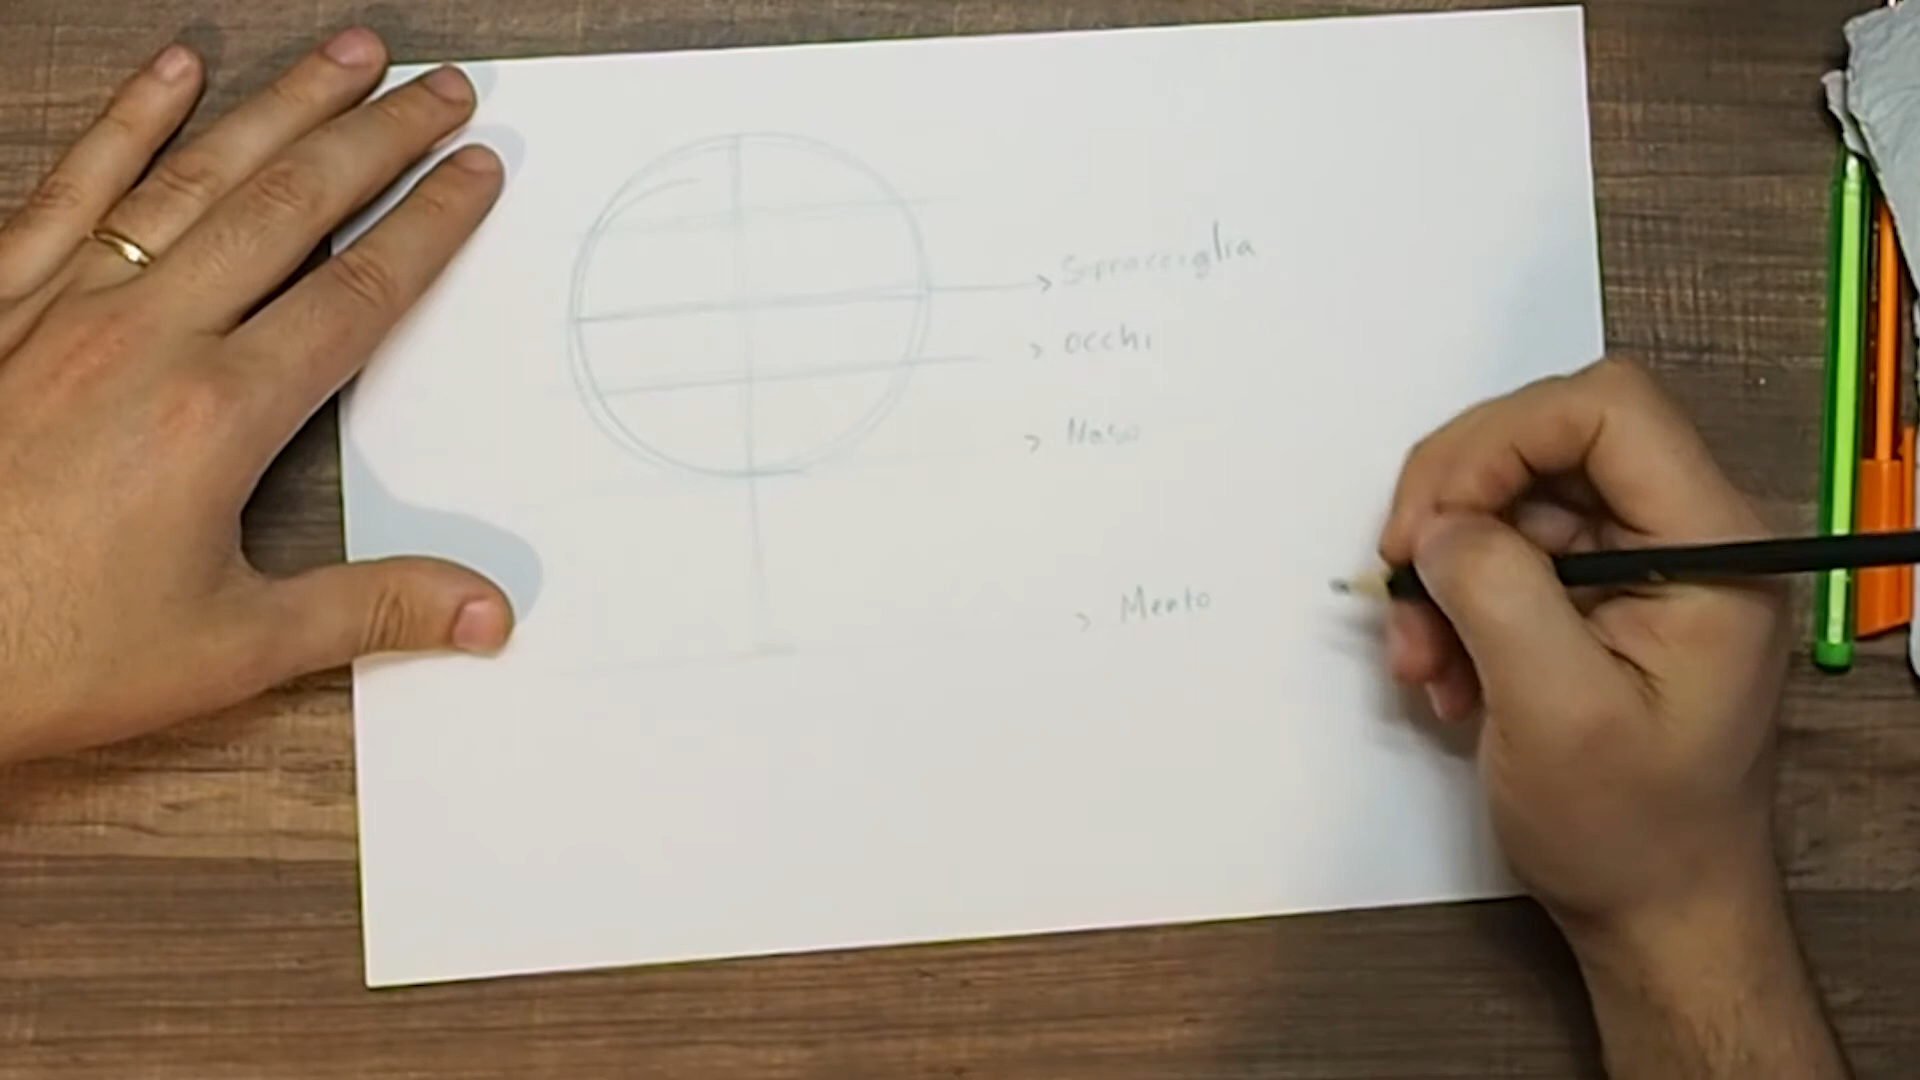 > Sopracciglia
> occhi
> Naso
> Mento